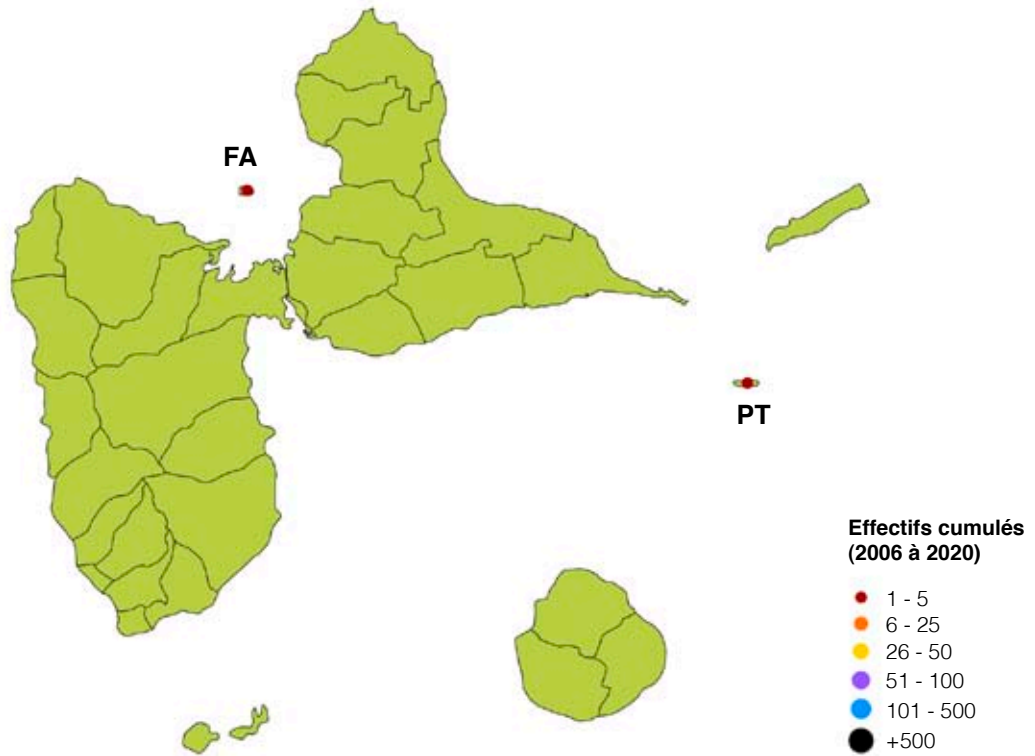 FA
PT
Effectifs cumulés
(2006 à 2020)
1 - 5
6 - 25
26 - 50
51 - 100
101 - 500
+500